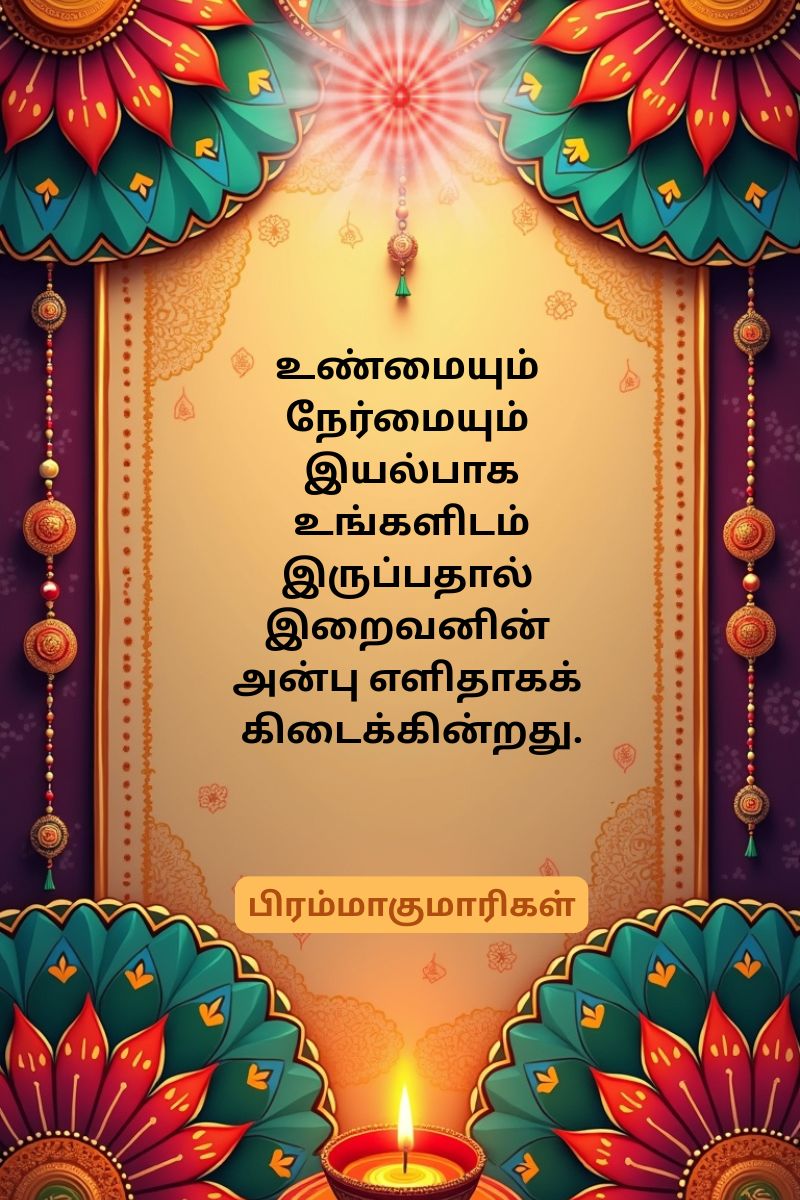 உண்மையும்
நேர்மையும்
இயல்பாக
உங்களிடம்
இருப்பதால்
இறைவனின்
அன்பு எளிதாகக்
கிடைக்கின்றது.
பிரம்மாகுமாரிகள்